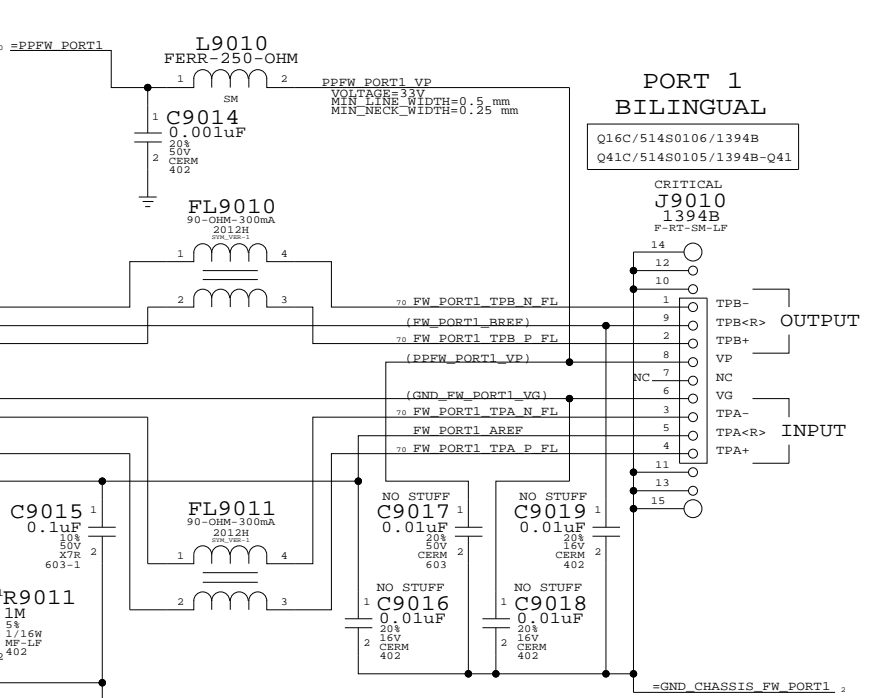 =PPFW_PORT1
L9010
FERR-250-OHM
1
2
SM
PPFW_PORT1_VP
VOLTAGE=33V
MIN_LINE_WIDTH=0.5 mm
MIN_NECK_WIDTH=0.25 mm
1
C9014
0.001uF
20%
50V
2
CERM
402
PORT 1
BILINGUAL
Q16C/514S0106/1394B
Q41C/514S0105/1394B-Q41
CRITICAL
J9010
1394B
F-RT-SM-LF
FL9010
90-OHM-300mA
2012H
SYM_VER-1
1
4
2
3
14
12
10
70 FW_PORT1_TPB_N_FL
1
TPB-
(FW_PORT1_BREF)
9
TPB<R>
OUTPUT
70 FW_PORT1_TPB_P_FL
2
TPB+
(PPFW_PORT1_VP)
8
VP
NC
7
NC
(GND_FW_PORT1_VG)
6
VG
70 FW_PORT1_TPA_N_FL
3
TPA-
FW_PORT1_AREF
5
TPA<R>
INPUT
70 FW_PORT1_TPA_P_FL
4
TPA+
11
13
15
C9015
1
0.1uF
10%
50V
X7R
2
603-1
FL9011
90-OHM-300mA
2012H
SYM_VER-1
1
4
2
3
NO STUFF
C9017
1
0.01uF
20%
50V
CERM
2
603
NO STUFF
C9019
1
0.01uF
20%
16V
CERM
2
402
1
R9011
1M
5%
1/16W
MF-LF
402
2
NO STUFF
1
C9016
0.01uF
20%
16V
2
CERM
402
NO STUFF
1
C9018
0.01uF
20%
16V
2
CERM
402
=GND_CHASSIS_FW_PORT1
2